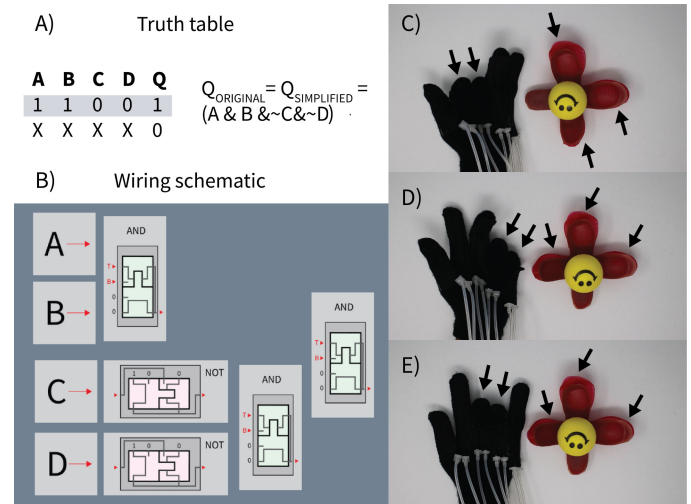 A) Truth table
A B C D Q
1 1 0 0 1
X X X X 0
Q_ORIGINAL = Q_SIMPLIFIED =
(A & B &~C&~D) .
B) Wiring schematic
A
B
AND
T
B
0
0
C
1 0 0
NOT
D
1 0 0
NOT
AND
T
B
0
0
AND
T
B
0
0
C)
D)
E)